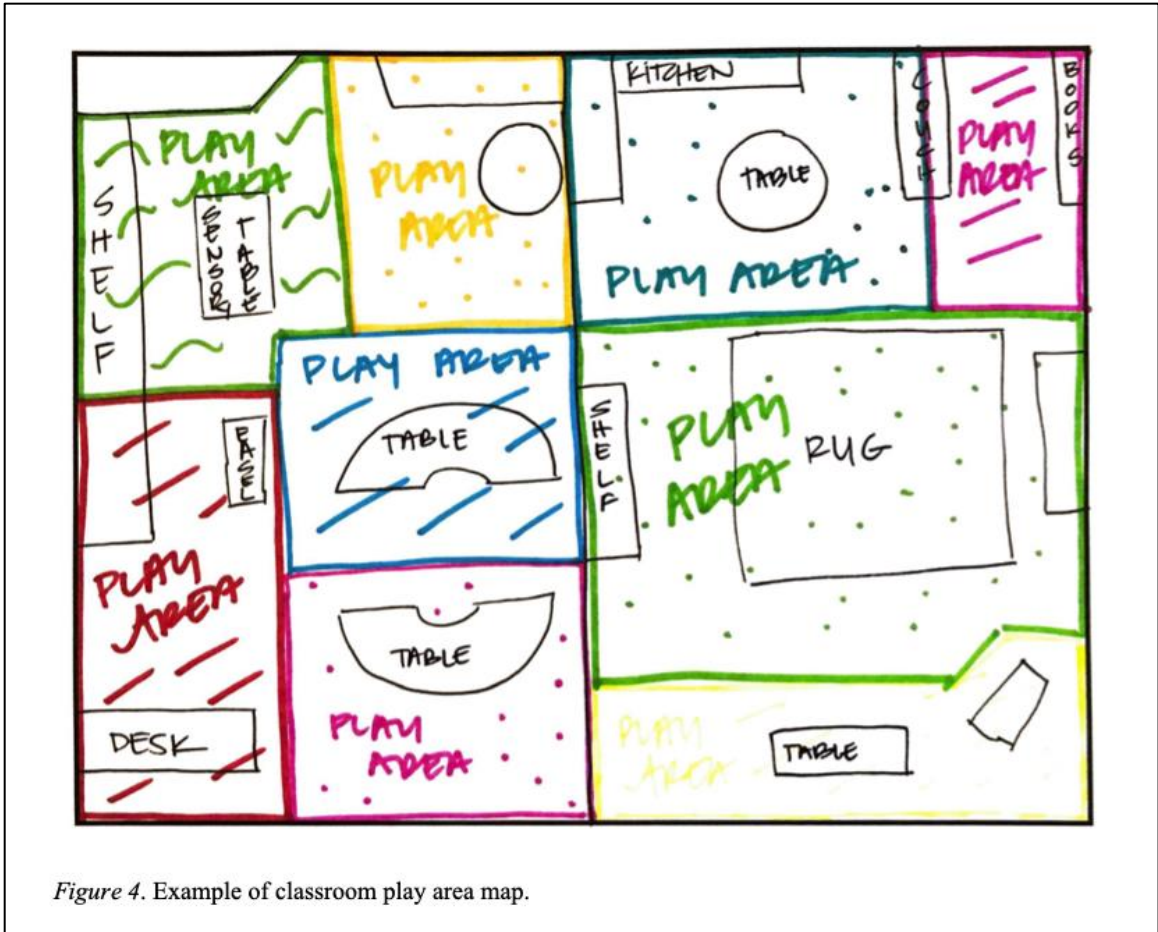 PLAY
AREA
SHELF
SENSORY
TABLE
PLAY
AREA
KITCHEN
TABLE
COUCH
PLAY AREA
PLAY
AREA
BOOKS
PLAY AREA
TABLE
SHELF
PLAY
AREA
RUG
EASEL
PLAY
AREA
DESK
TABLE
PLAY
AREA
PLAY
AREA
TABLE
Figure 4. Example of classroom play area map.